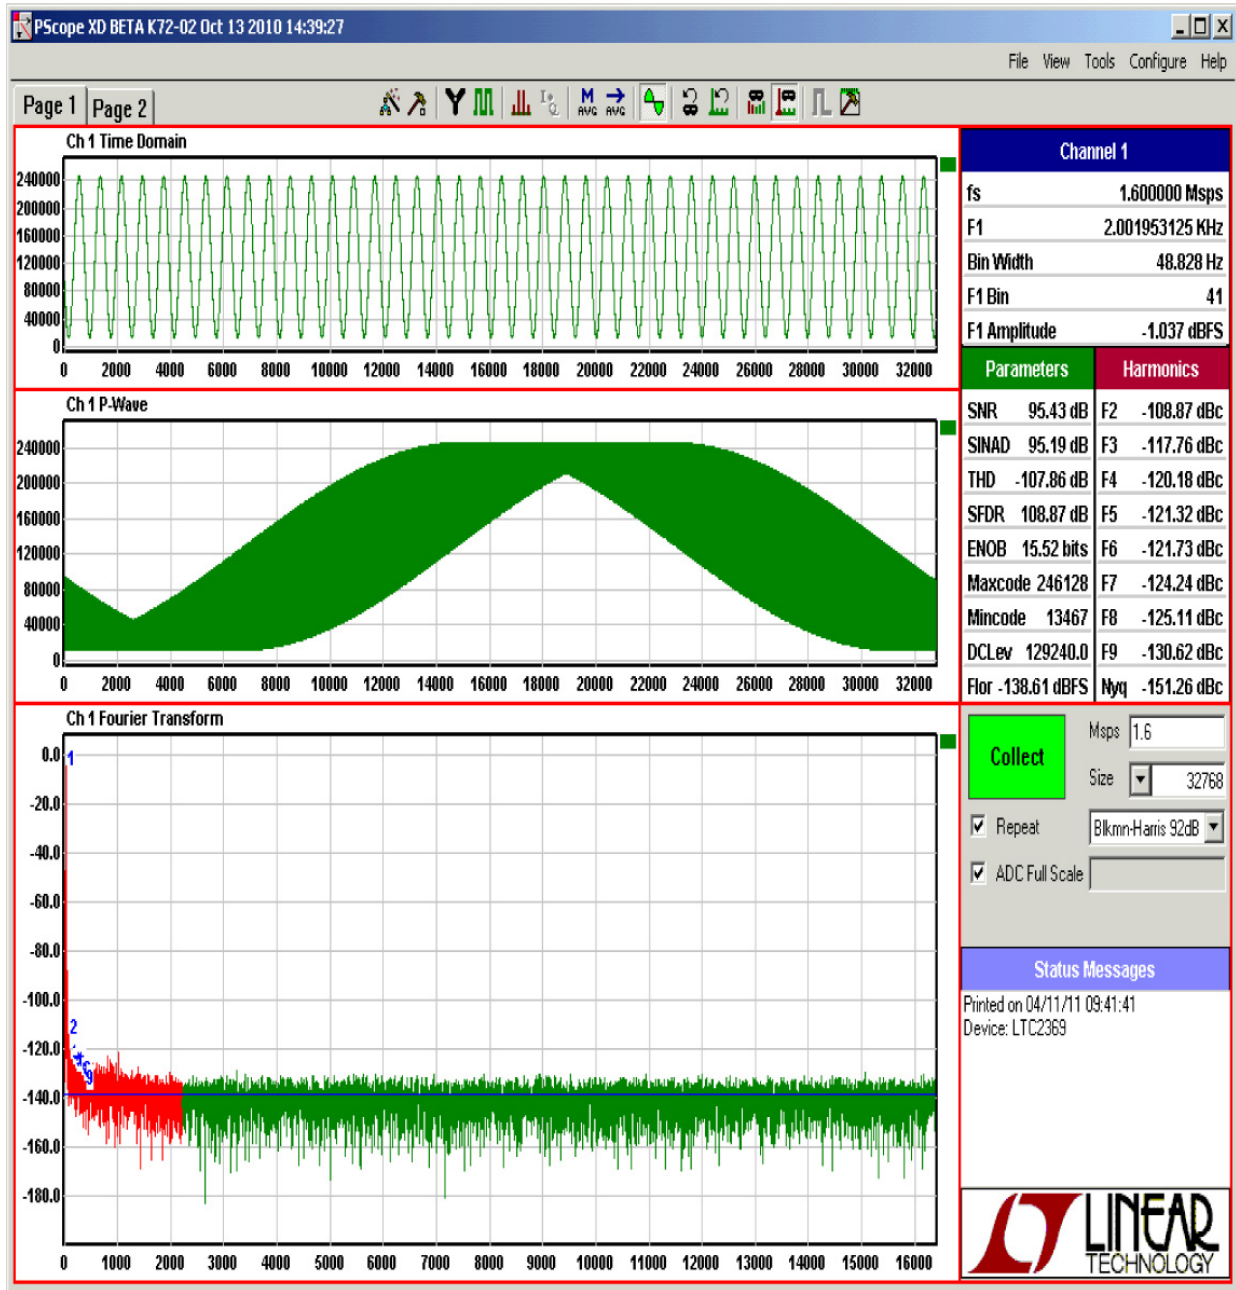 PScope XD BETA K72-02 Oct 13 2010 14:39:27
File View Tools Configure Help
Page 1 Page 2
M AVG AVG
Ch 1 Time Domain
240000
200000
160000
120000
80000
40000
0
0 2000 4000 6000 8000 10000 12000 14000 16000 18000 20000 22000 24000 26000 28000 30000 32000
Ch 1 P-Wave
240000
200000
160000
120000
80000
40000
0
0 2000 4000 6000 8000 10000 12000 14000 16000 18000 20000 22000 24000 26000 28000 30000 32000
Ch 1 Fourier Transform
0.0
-20.0
-40.0
-60.0
-80.0
-100.0
-120.0
-140.0
-160.0
-180.0
1
2
9
0 1000 2000 3000 4000 5000 6000 7000 8000 9000 10000 11000 12000 13000 14000 15000 16000
Channel 1
fs 1.600000 Msps
F1 2.001953125 KHz
Bin Width 48.828 Hz
F1 Bin 41
F1 Amplitude -1.037 dBFS
Parameters Harmonics
SNR 95.43 dB F2 -108.87 dBc
SINAD 95.19 dB F3 -117.76 dBc
THD -107.86 dB F4 -120.18 dBc
SFDR 108.87 dB F5 -121.32 dBc
ENOB 15.52 bits F6 -121.73 dBc
Maxcode 246128 F7 -124.24 dBc
Mincode 13467 F8 -125.11 dBc
DCLev 129240.0 F9 -130.62 dBc
Flor -138.61 dBFS Nyq -151.26 dBc
Collect
Msps 1.6
Size 32768
Repeat Blkmn-Harris 92dB
ADC Full Scale
Status Messages
Printed on 04/11/11 09:41:41
Device: LTC2369
LINEAR
TECHNOLOGY